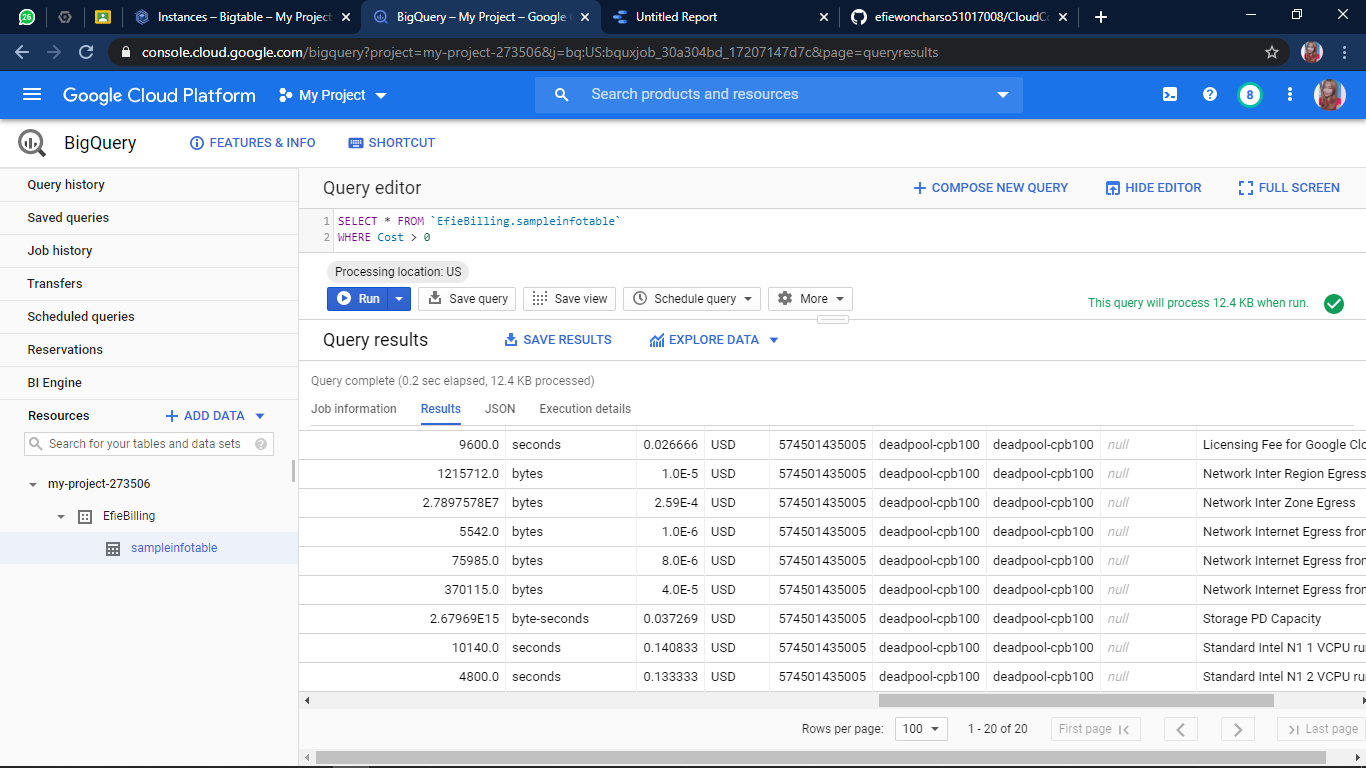 26
Instances – Bigtable – My Project
BigQuery – My Project – Google C
Untitled Report
efiewoncharso51017008/CloudCo
console.cloud.google.com/bigquery?project=my-project-273506&j=bq:US:bquxjob_30a304bd_17207147d7c&page=queryresults
Google Cloud Platform My Project Search products and resources 8
BigQuery FEATURES & INFO SHORTCUT
Query history
Saved queries
Job history
Transfers
Scheduled queries
Reservations
BI Engine
Resources ADD DATA
Search for your tables and data sets
my-project-273506
EfieBilling
sampleinfotable
Query editor COMPOSE NEW QUERY HIDE EDITOR FULL SCREEN
1 SELECT * FROM `EfieBilling.sampleinfotable`
2 WHERE Cost > 0
Processing location: US
Run Save query Save view Schedule query More This query will process 12.4 KB when run.
Query results SAVE RESULTS EXPLORE DATA
Query complete (0.2 sec elapsed, 12.4 KB processed)
Job information Results JSON Execution details
9600.0 seconds 0.026666 USD 574501435005 deadpool-cpb100 deadpool-cpb100 null Licensing Fee for Google Clo
1215712.0 bytes 1.0E-5 USD 574501435005 deadpool-cpb100 deadpool-cpb100 null Network Inter Region Egress
2.7897578E7 bytes 2.59E-4 USD 574501435005 deadpool-cpb100 deadpool-cpb100 null Network Inter Zone Egress
5542.0 bytes 1.0E-6 USD 574501435005 deadpool-cpb100 deadpool-cpb100 null Network Internet Egress fron
75985.0 bytes 8.0E-6 USD 574501435005 deadpool-cpb100 deadpool-cpb100 null Network Internet Egress fron
370115.0 bytes 4.0E-5 USD 574501435005 deadpool-cpb100 deadpool-cpb100 null Network Internet Egress fron
2.67969E15 byte-seconds 0.037269 USD 574501435005 deadpool-cpb100 deadpool-cpb100 null Storage PD Capacity
10140.0 seconds 0.140833 USD 574501435005 deadpool-cpb100 deadpool-cpb100 null Standard Intel N1 1 VCPU ru
4800.0 seconds 0.133333 USD 574501435005 deadpool-cpb100 deadpool-cpb100 null Standard Intel N1 2 VCPU ru
Rows per page: 100 1 - 20 of 20 First page Last page